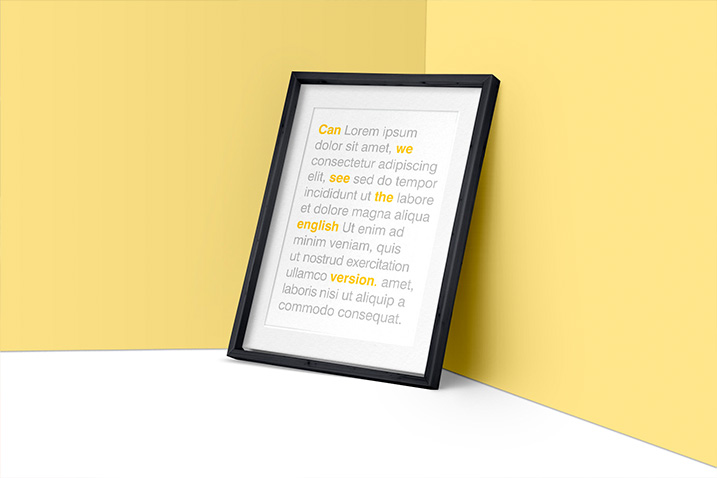 Can Lorem ipsum
dolor sit amet, we
consectetur adipiscing
elit, see sed do tempor
incididunt ut the labore
et dolore magna aliqua
english Ut enim ad
minim veniam, quis
ut nostrud exercitation
ullamco version. amet,
laboris nisi ut aliquip a
commodo consequat.